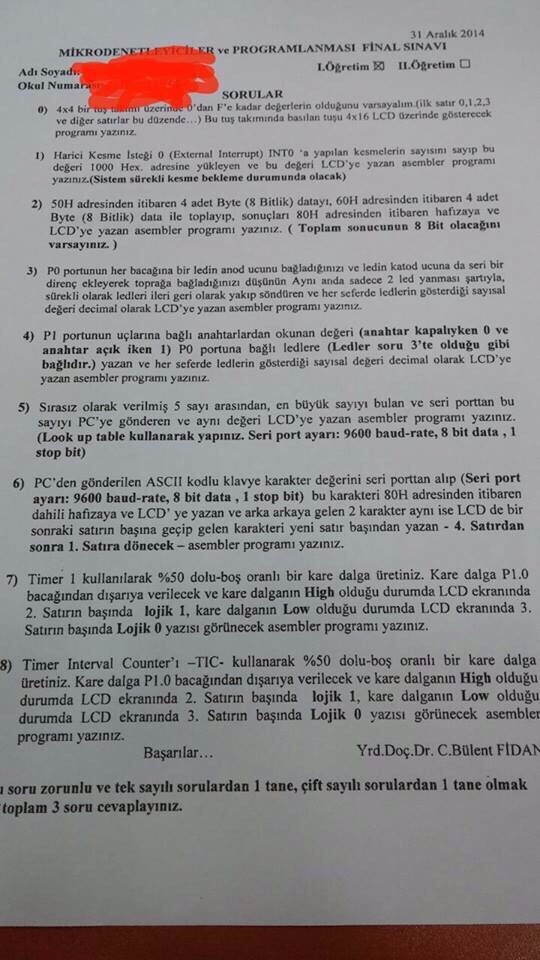 31 Aralık 2014
MİKRODENETLEYİCİLER ve PROGRAMLANMASI FİNAL SINAVI
Adı Soyadı: I.Öğretim ☒ II.Öğretim ☐
Okul Numarası
SORULAR
0) 4x4 bir tuş takımı üzerinde 0'dan F'e kadar değerlerin olduğunu varsayalım.(ilk satır 0,1,2,3
ve diğer satırlar bu düzende…) Bu tuş takımında basılan tuşu 4x16 LCD üzerinde gösterecek
programı yazınız.
1) Harici Kesme İsteği 0 (External Interrupt) INT0 'a yapılan kesmelerin sayısını sayıp bu
değeri 1000 Hex. adresine yükleyen ve bu değeri LCD'ye yazan asembler programı
yazınız.(Sistem sürekli kesme bekleme durumunda olacak)
2) 50H adresinden itibaren 4 adet Byte (8 Bitlik) datayı, 60H adresinden itibaren 4 adet
Byte (8 Bitlik) data ile toplayıp, sonuçları 80H adresinden itibaren hafızaya ve
LCD'ye yazan asembler programı yazınız. ( Toplam sonucunun 8 Bit olacağını
varsayınız. )
3) P0 portunun her bacağına bir ledin anod ucunu bağladığınızı ve ledin katod ucuna da seri bir
direnç ekleyerek toprağa bağladığınızı düşünün Aynı anda sadece 2 led yanması şartıyla,
sürekli olarak ledleri ileri geri olarak yakıp söndüren ve her seferde ledlerin gösterdiği sayısal
değeri decimal olarak LCD'ye yazan asembler programı yazınız.
4) P1 portunun uçlarına bağlı anahtarlardan okunan değeri (anahtar kapalıyken 0 ve
anahtar açık iken 1) P0 portuna bağlı ledlere (Ledler soru 3'te olduğu gibi
bağlıdır.) yazan ve her seferde ledlerin gösterdiği sayısal değeri decimal olarak LCD'ye
yazan asembler programı yazınız.
5) Sırasız olarak verilmiş 5 sayı arasından, en büyük sayıyı bulan ve seri porttan bu
sayıyı PC'ye gönderen ve aynı değeri LCD'ye yazan asembler programı yazınız.
(Look up table kullanarak yapınız. Seri port ayarı: 9600 baud-rate, 8 bit data , 1
stop bit)
6) PC'den gönderilen ASCII kodlu klavye karakter değerini seri porttan alıp (Seri port
ayarı: 9600 baud-rate, 8 bit data , 1 stop bit) bu karakteri 80H adresinden itibaren
dahili hafızaya ve LCD' ye yazan ve arka arkaya gelen 2 karakter aynı ise LCD de bir
sonraki satırın başına geçip gelen karakteri yeni satır başından yazan - 4. Satırdan
sonra 1. Satıra dönecek – asembler programı yazınız.
7) Timer 1 kullanılarak %50 dolu-boş oranlı bir kare dalga üretiniz. Kare dalga P1.0
bacağından dışarıya verilecek ve kare dalganın High olduğu durumda LCD ekranında
2. Satırın başında lojik 1, kare dalganın Low olduğu durumda LCD ekranında 3.
Satırın başında Lojik 0 yazısı görünecek asembler programı yazınız.
8) Timer Interval Counter'ı –TIC- kullanarak %50 dolu-boş oranlı bir kare dalga
üretiniz. Kare dalga P1.0 bacağından dışarıya verilecek ve kare dalganın High olduğu
durumda LCD ekranında 2. Satırın başında lojik 1, kare dalganın Low olduğu
durumda LCD ekranında 3. Satırın başında Lojik 0 yazısı görünecek asembler
programı yazınız.
Başarılar… Yrd.Doç.Dr. C.Bülent FİDAN
soru zorunlu ve tek sayılı sorulardan 1 tane, çift sayılı sorulardan 1 tane olmak
toplam 3 soru cevaplayınız.